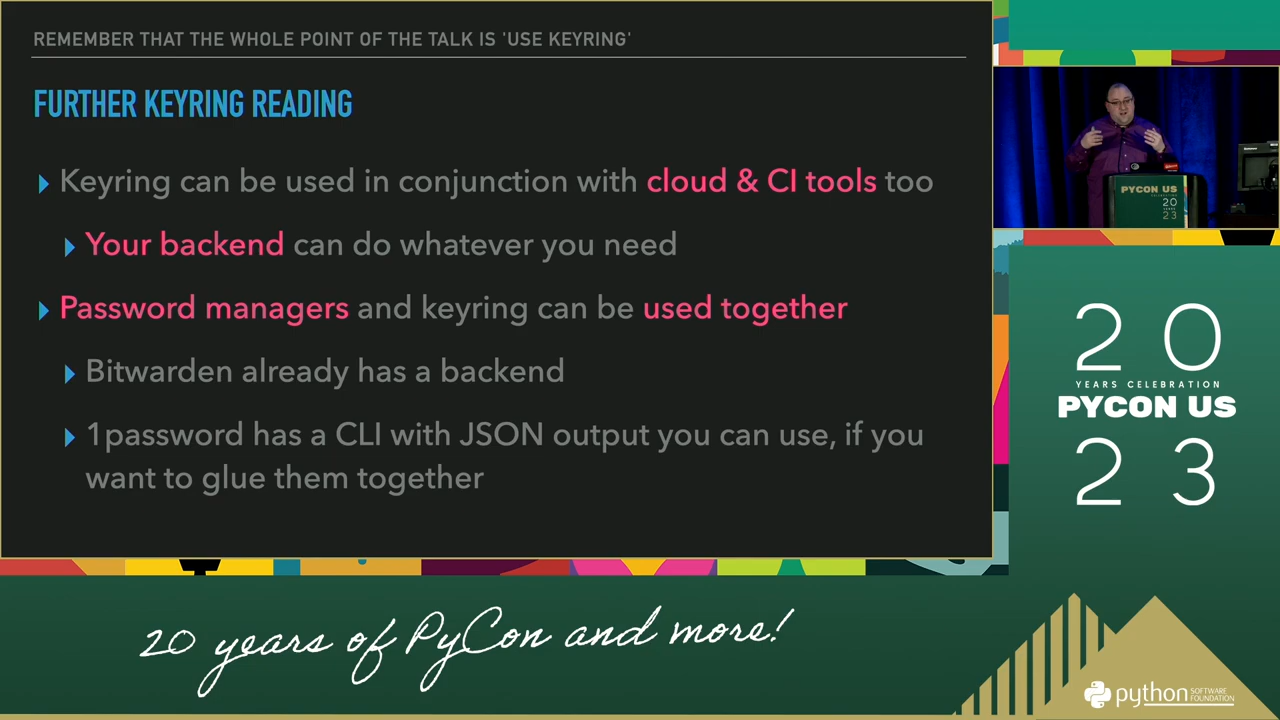 REMEMBER THAT THE WHOLE POINT OF THE TALK IS 'USE KEYRING'
FURTHER KEYRING READING
Keyring can be used in conjunction with cloud & CI tools too
Your backend can do whatever you need
Password managers and keyring can be used together
Bitwarden already has a backend
1password has a CLI with JSON output you can use, if you
want to glue them together
PYCON US
20
23
20
YEARS CELEBRATION
PYCON US
23
20 years of PyCon and more!
python SOFTWARE
FOUNDATION